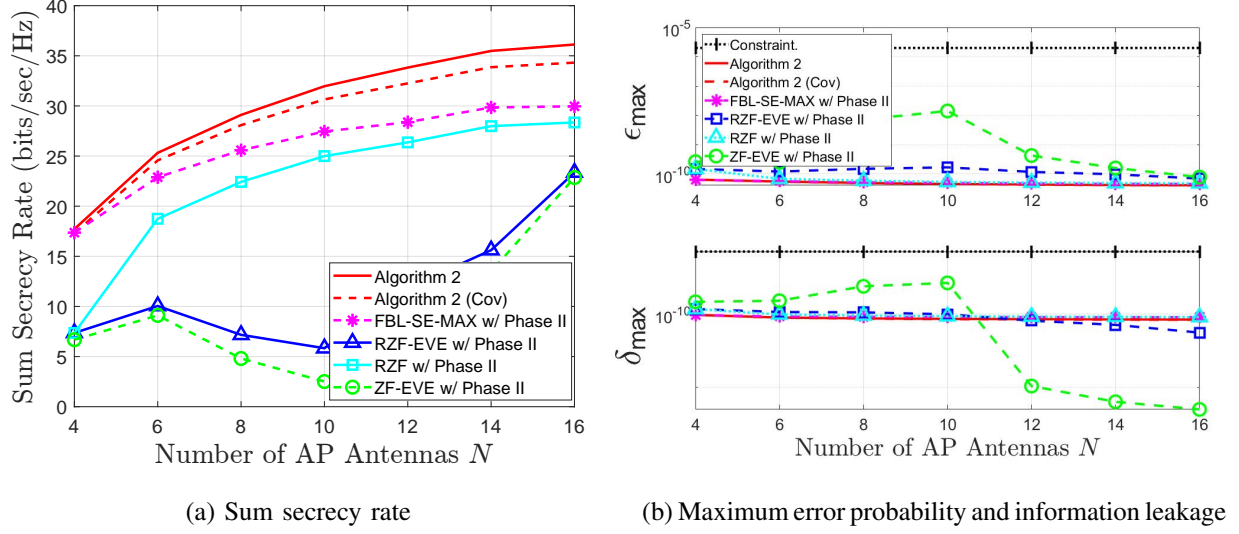 40
35
30
25
20
15
10
5
0
Sum Secrecy Rate (bits/sec/Hz)
Algorithm 2
Algorithm 2 (Cov)
FBL-SE-MAX w/ Phase II
RZF-EVE w/ Phase II
RZF w/ Phase II
ZF-EVE w/ Phase II
4 6 8 10 12 14 16
Number of AP Antennas N
(a) Sum secrecy rate
10⁻⁵
ϵmax
10⁻¹⁰
Constraint.
Algorithm 2
Algorithm 2 (Cov)
FBL-SE-MAX w/ Phase II
RZF-EVE w/ Phase II
RZF w/ Phase II
ZF-EVE w/ Phase II
4 6 8 10 12 14 16
10⁻¹⁰
δmax
4 6 8 10 12 14 16
Number of AP Antennas N
(b) Maximum error probability and information leakage